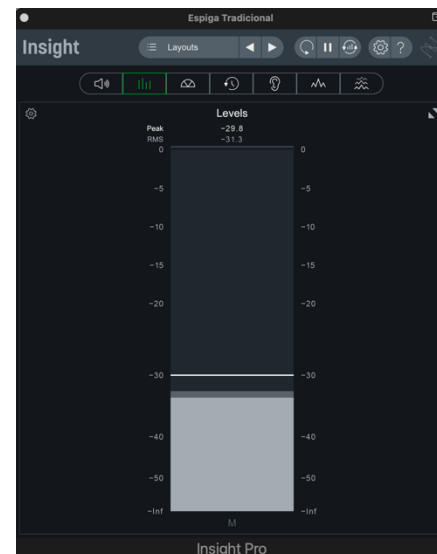 Espiga Tradicional
Insight
Layouts
?
Levels
Peak -29.8
RMS -31.3
0 0
-5 -5
-10 -10
-15 -15
-20 -20
-30 -30
-40 -40
-50 -50
-Inf -Inf
M
Insight Pro